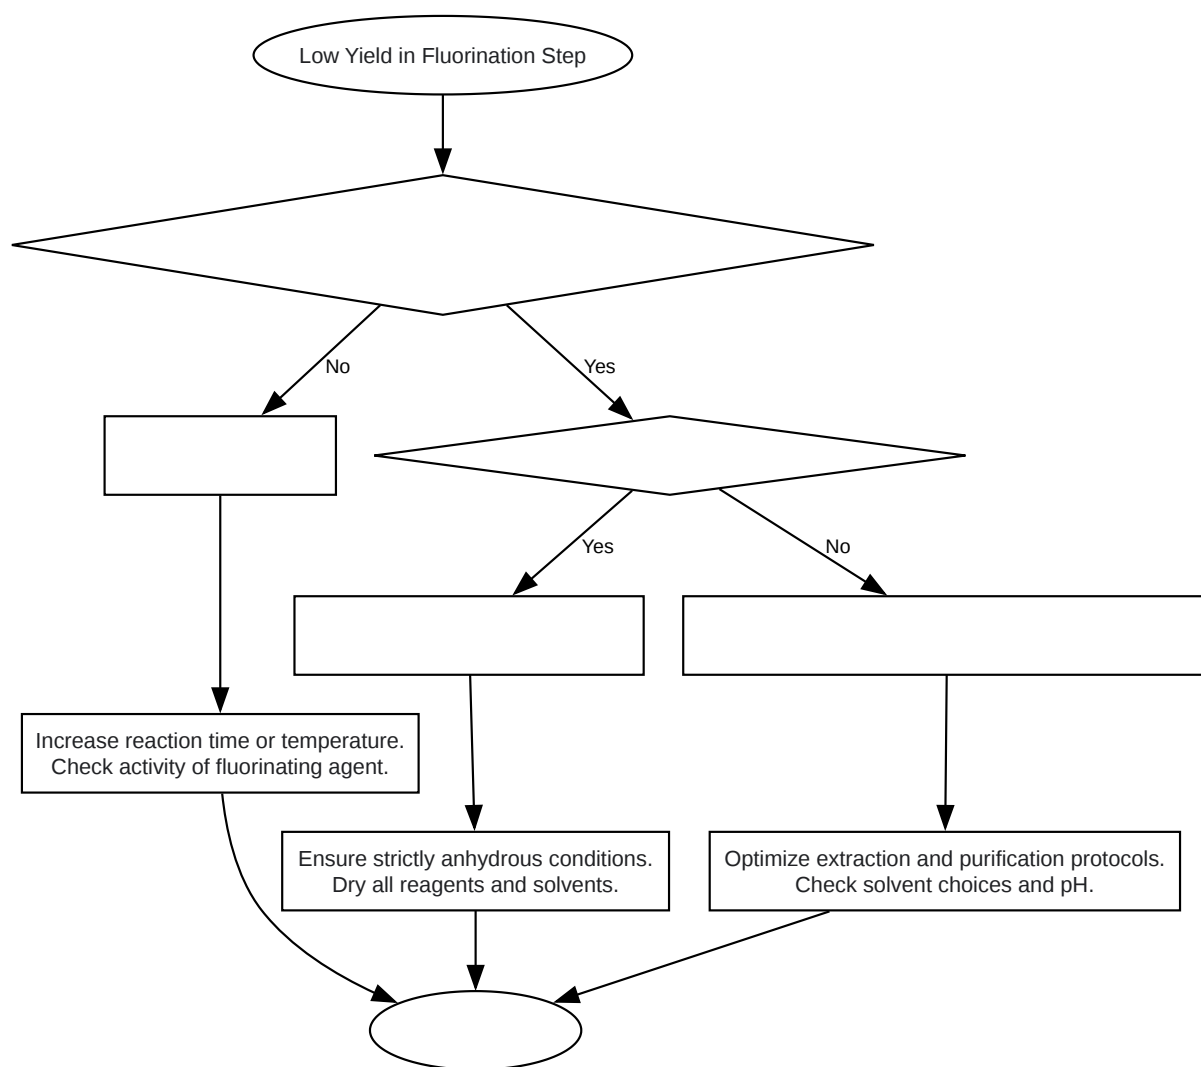 Low Yield in Fluorination Step
No
Yes
Yes
No
Increase reaction time or temperature.
Check activity of fluorinating agent.
Ensure strictly anhydrous conditions.
Dry all reagents and solvents.
Optimize extraction and purification protocols.
Check solvent choices and pH.